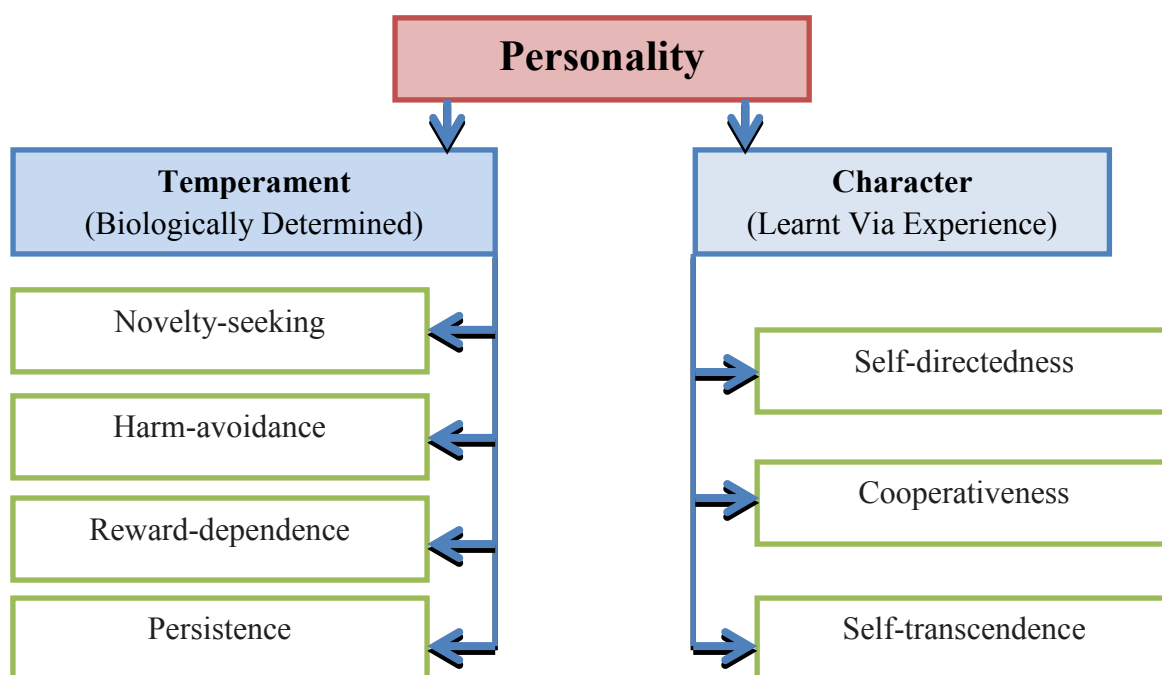 Personality
Temperament
(Biologically Determined)
Novelty-seeking
Harm-avoidance
Reward-dependence
Persistence
Character
(Learnt Via Experience)
Self-directedness
Cooperativeness
Self-transcendence